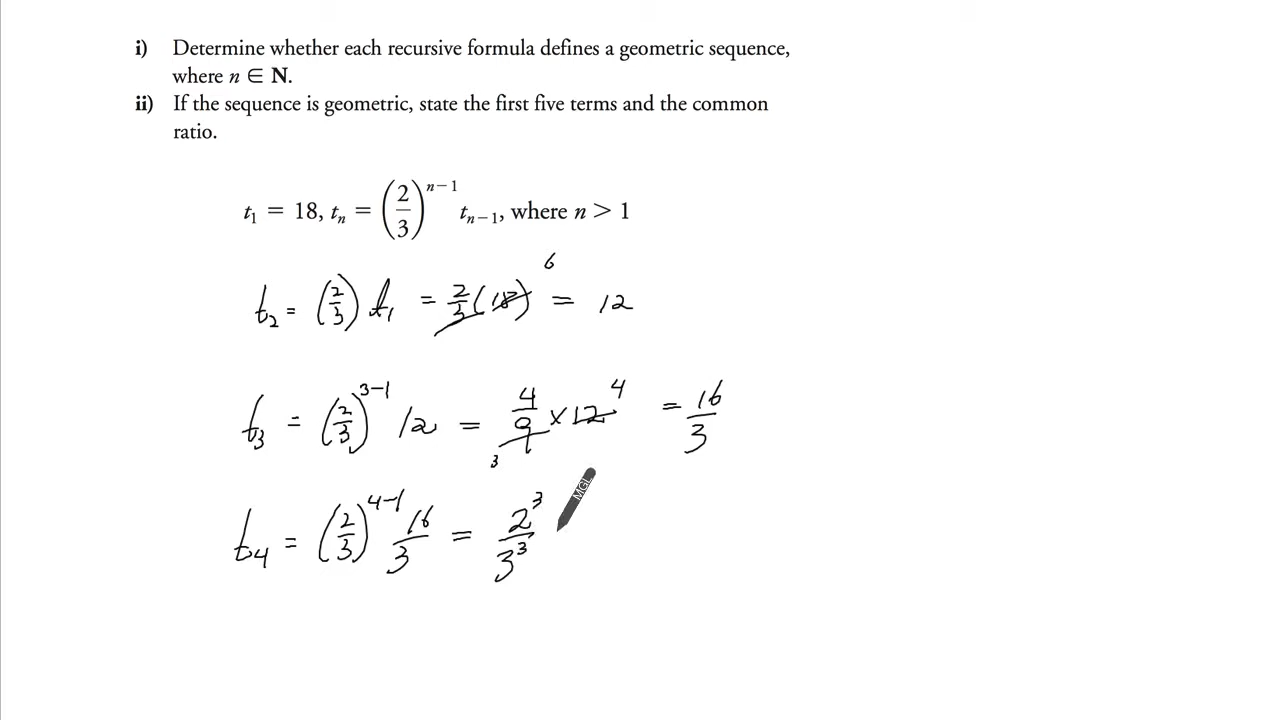 i) Determine whether each recursive formula defines a geometric sequence,
where n ∈ N.
ii) If the sequence is geometric, state the first five terms and the common
ratio.
t₁ = 18, tₙ = (2/3)ⁿ⁻¹ tₙ₋₁, where n > 1
t₂ = (2/3) t₁ = 2/3 (18) 6 = 12
t₃ = (2/3)³⁻¹ 12 = 4/9 × 12 4 3 = 16/3
t₄ = (2/3)⁴⁻¹ 16/3 = 2³/3³
MGL